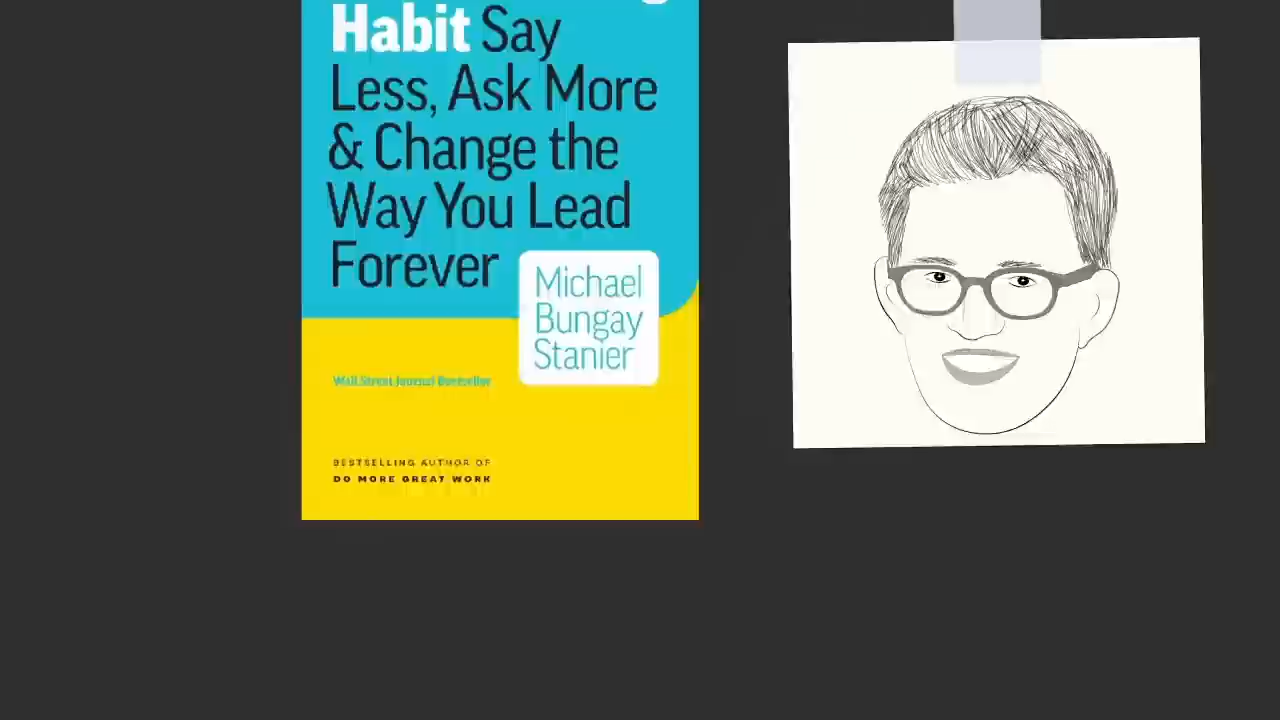 Habit Say
Less, Ask More
& Change the
Way You Lead
Forever
Michael
Bungay
Stanier
Wall Street Journal Bestseller
BESTSELLING AUTHOR OF
DO MORE GREAT WORK